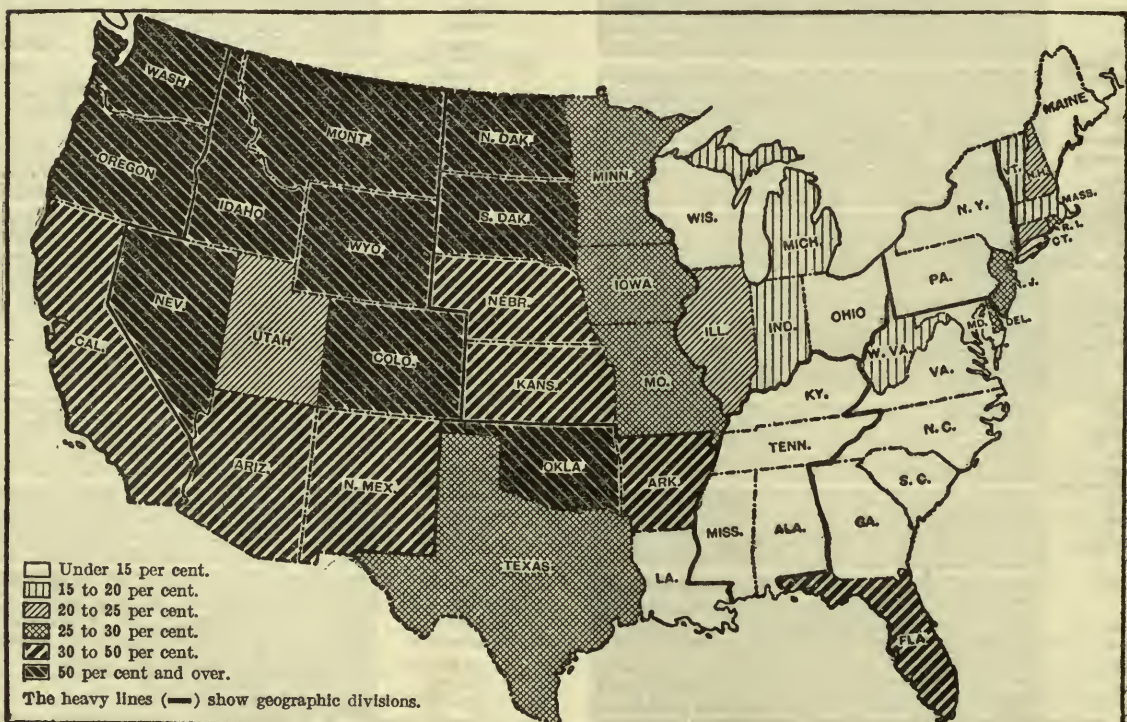 WASH
MONT.
N. DAK.
MINN.
OREGON
IDAHO
S. DAK.
WIS.
WYO.
MICH.
MAINE
VT.
N.H.
N. Y.
MASS.
R. I.
CT.
NEV.
NEBR.
IOWA.
PA.
J.
UTAH
ILL.
IND.
OHIO
MD.
DEL.
CAL.
COLO.
KANS.
MO.
W. VA.
VA.
KY.
N. C.
TENN.
ARIZ.
N. MEX.
OKLA.
ARK.
S. C.
MISS.
ALA.
GA.
TEXAS
LA.
FLA.
Under 15 per cent.
15 to 20 per cent.
20 to 25 per cent.
25 to 30 per cent.
30 to 50 per cent.
50 per cent and over.
The heavy lines (▬) show geographic divisions.